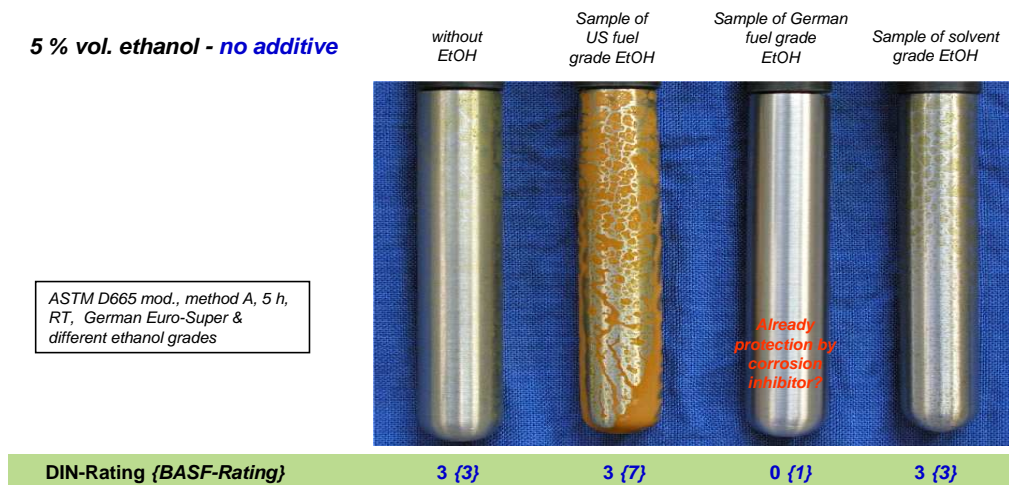 5 % vol. ethanol - no additive
without
EtOH
Sample of
US fuel
grade EtOH
Sample of German
fuel grade
EtOH
Sample of solvent
grade EtOH
ASTM D665 mod., method A, 5 h,
RT, German Euro-Super &
different ethanol grades
Already
protection by
corrosion
inhibitor?
DIN-Rating {BASF-Rating} 3 {3} 3 {7} 0 {1} 3 {3}